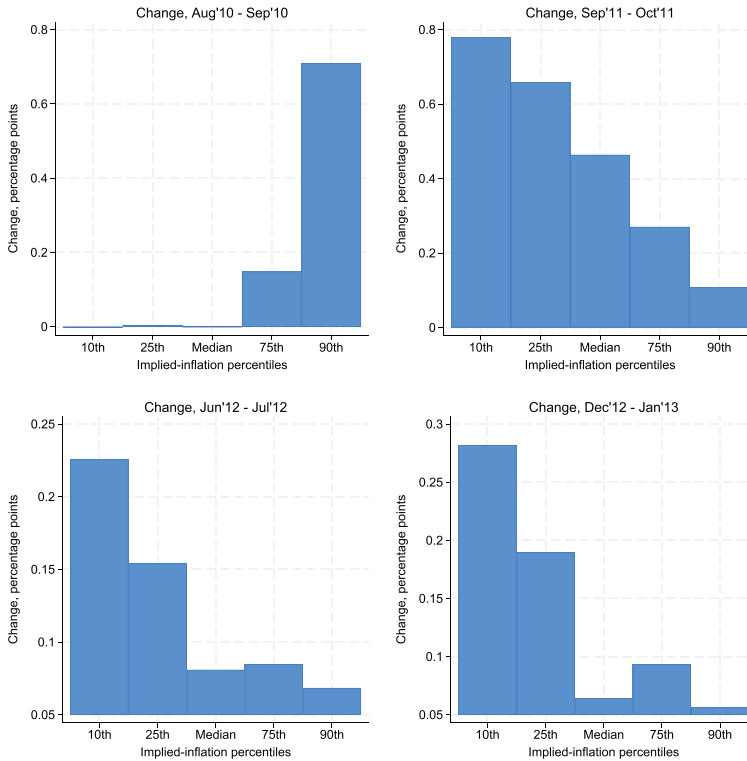 Change, Aug'10 - Sep'10
Change, percentage points
0.8
0.6
0.4
0.2
0
10th 25th Median 75th 90th
Implied-inflation percentiles
Change, Sep'11 - Oct'11
Change, percentage points
0.8
0.6
0.4
0.2
0
10th 25th Median 75th 90th
Implied-inflation percentiles
Change, Jun'12 - Jul'12
Change, percentage points
0.25
0.2
0.15
0.1
0.05
10th 25th Median 75th 90th
Implied-inflation percentiles
Change, Dec'12 - Jan'13
Change, percentage points
0.3
0.25
0.2
0.15
0.1
0.05
10th 25th Median 75th 90th
Implied-inflation percentiles